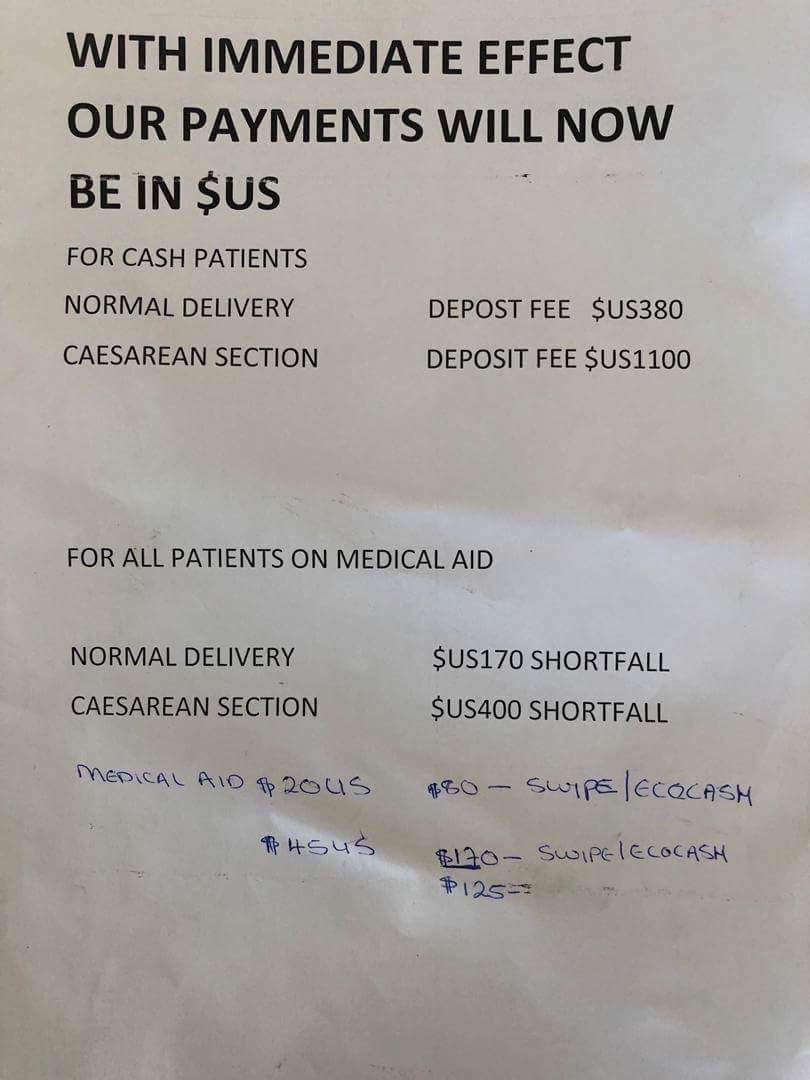 WITH IMMEDIATE EFFECT
OUR PAYMENTS WILL NOW
BE IN $US
FOR CASH PATIENTS
NORMAL DELIVERY DEPOST FEE $US380
CAESAREAN SECTION DEPOSIT FEE $US1100
FOR ALL PATIENTS ON MEDICAL AID
NORMAL DELIVERY $US170 SHORTFALL
CAESAREAN SECTION $US400 SHORTFALL
MEDICAL AID $20US $80 - SWIPE/ECOCASH
$45US $170 - SWIPE/ECOCASH
$125==